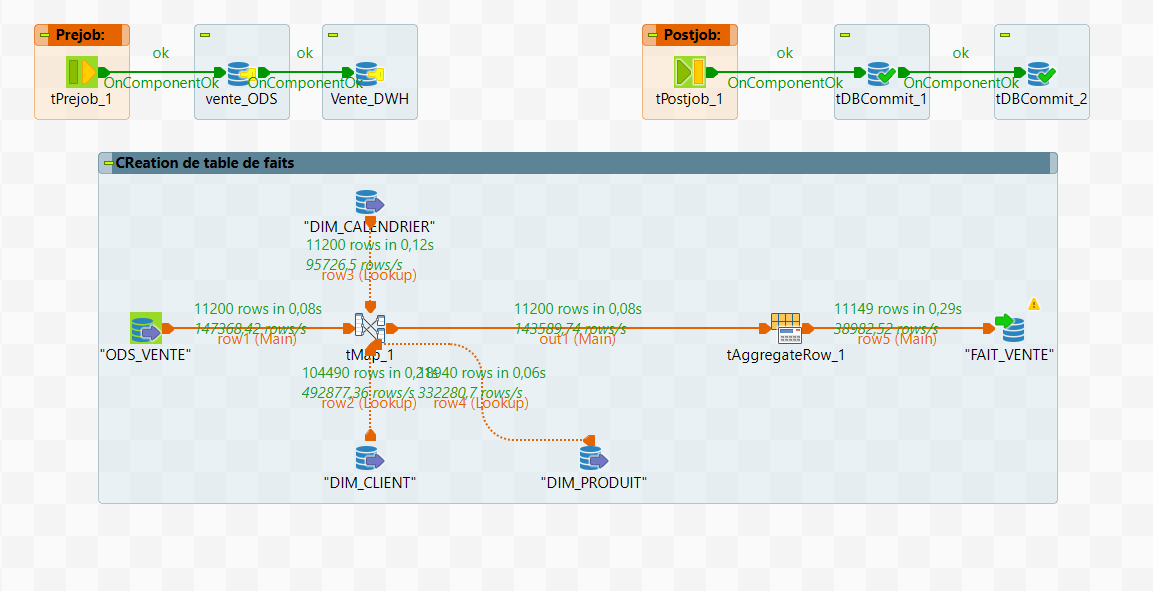 Prejob:
ok
ok
OnComponentOk
OnComponentOk
tPrejob_1
vente_ODS
Vente_DWH
Postjob:
ok
ok
OnComponentOk
OnComponentOk
tPostjob_1
tDBCommit_1
tDBCommit_2
CReation de table de faits
"DIM_CALENDRIER"
11200 rows in 0,12s
95726,5 rows/s
row3 (Lookup)
11200 rows in 0,08s
147368,42 rows/s
row1 (Main)
11200 rows in 0,08s
143589,74 rows/s
out1 (Main)
11149 rows in 0,29s
38982,52 rows/s
row5 (Main)
"ODS_VENTE"
tMap_1
tAggregateRow_1
"FAIT_VENTE"
104490 rows in 0,21s
492877,36 rows/s
row2 (Lookup)
rows in 0,06s
332280,7 rows/s
row4 (Lookup)
"DIM_CLIENT"
"DIM_PRODUIT"